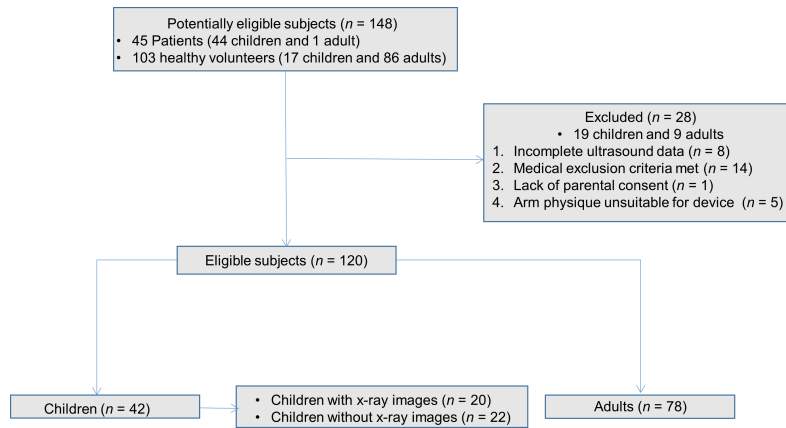 Potentially eligible subjects (n = 148)
• 45 Patients (44 children and 1 adult)
• 103 healthy volunteers (17 children and 86 adults)
Excluded (n = 28)
• 19 children and 9 adults
1. Incomplete ultrasound data (n = 8)
2. Medical exclusion criteria met (n = 14)
3. Lack of parental consent (n = 1)
4. Arm physique unsuitable for device (n = 5)
Eligible subjects (n = 120)
Children (n = 42)
• Children with x-ray images (n = 20)
• Children without x-ray images (n = 22)
Adults (n = 78)